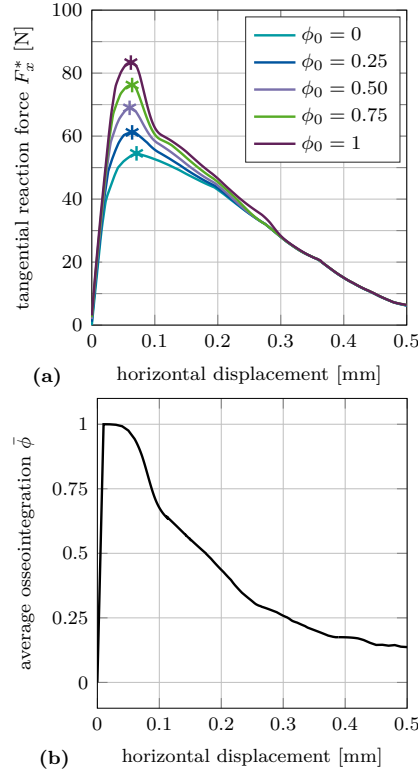 100
80
60
40
20
0
tangential reaction force F*x [N]
ϕ0 = 0
ϕ0 = 0.25
ϕ0 = 0.50
ϕ0 = 0.75
ϕ0 = 1
0 0.1 0.2 0.3 0.4 0.5
(a) horizontal displacement [mm]
1
0.75
0.5
0.25
0
average osseointegration ϕ̄
0 0.1 0.2 0.3 0.4 0.5
(b) horizontal displacement [mm]